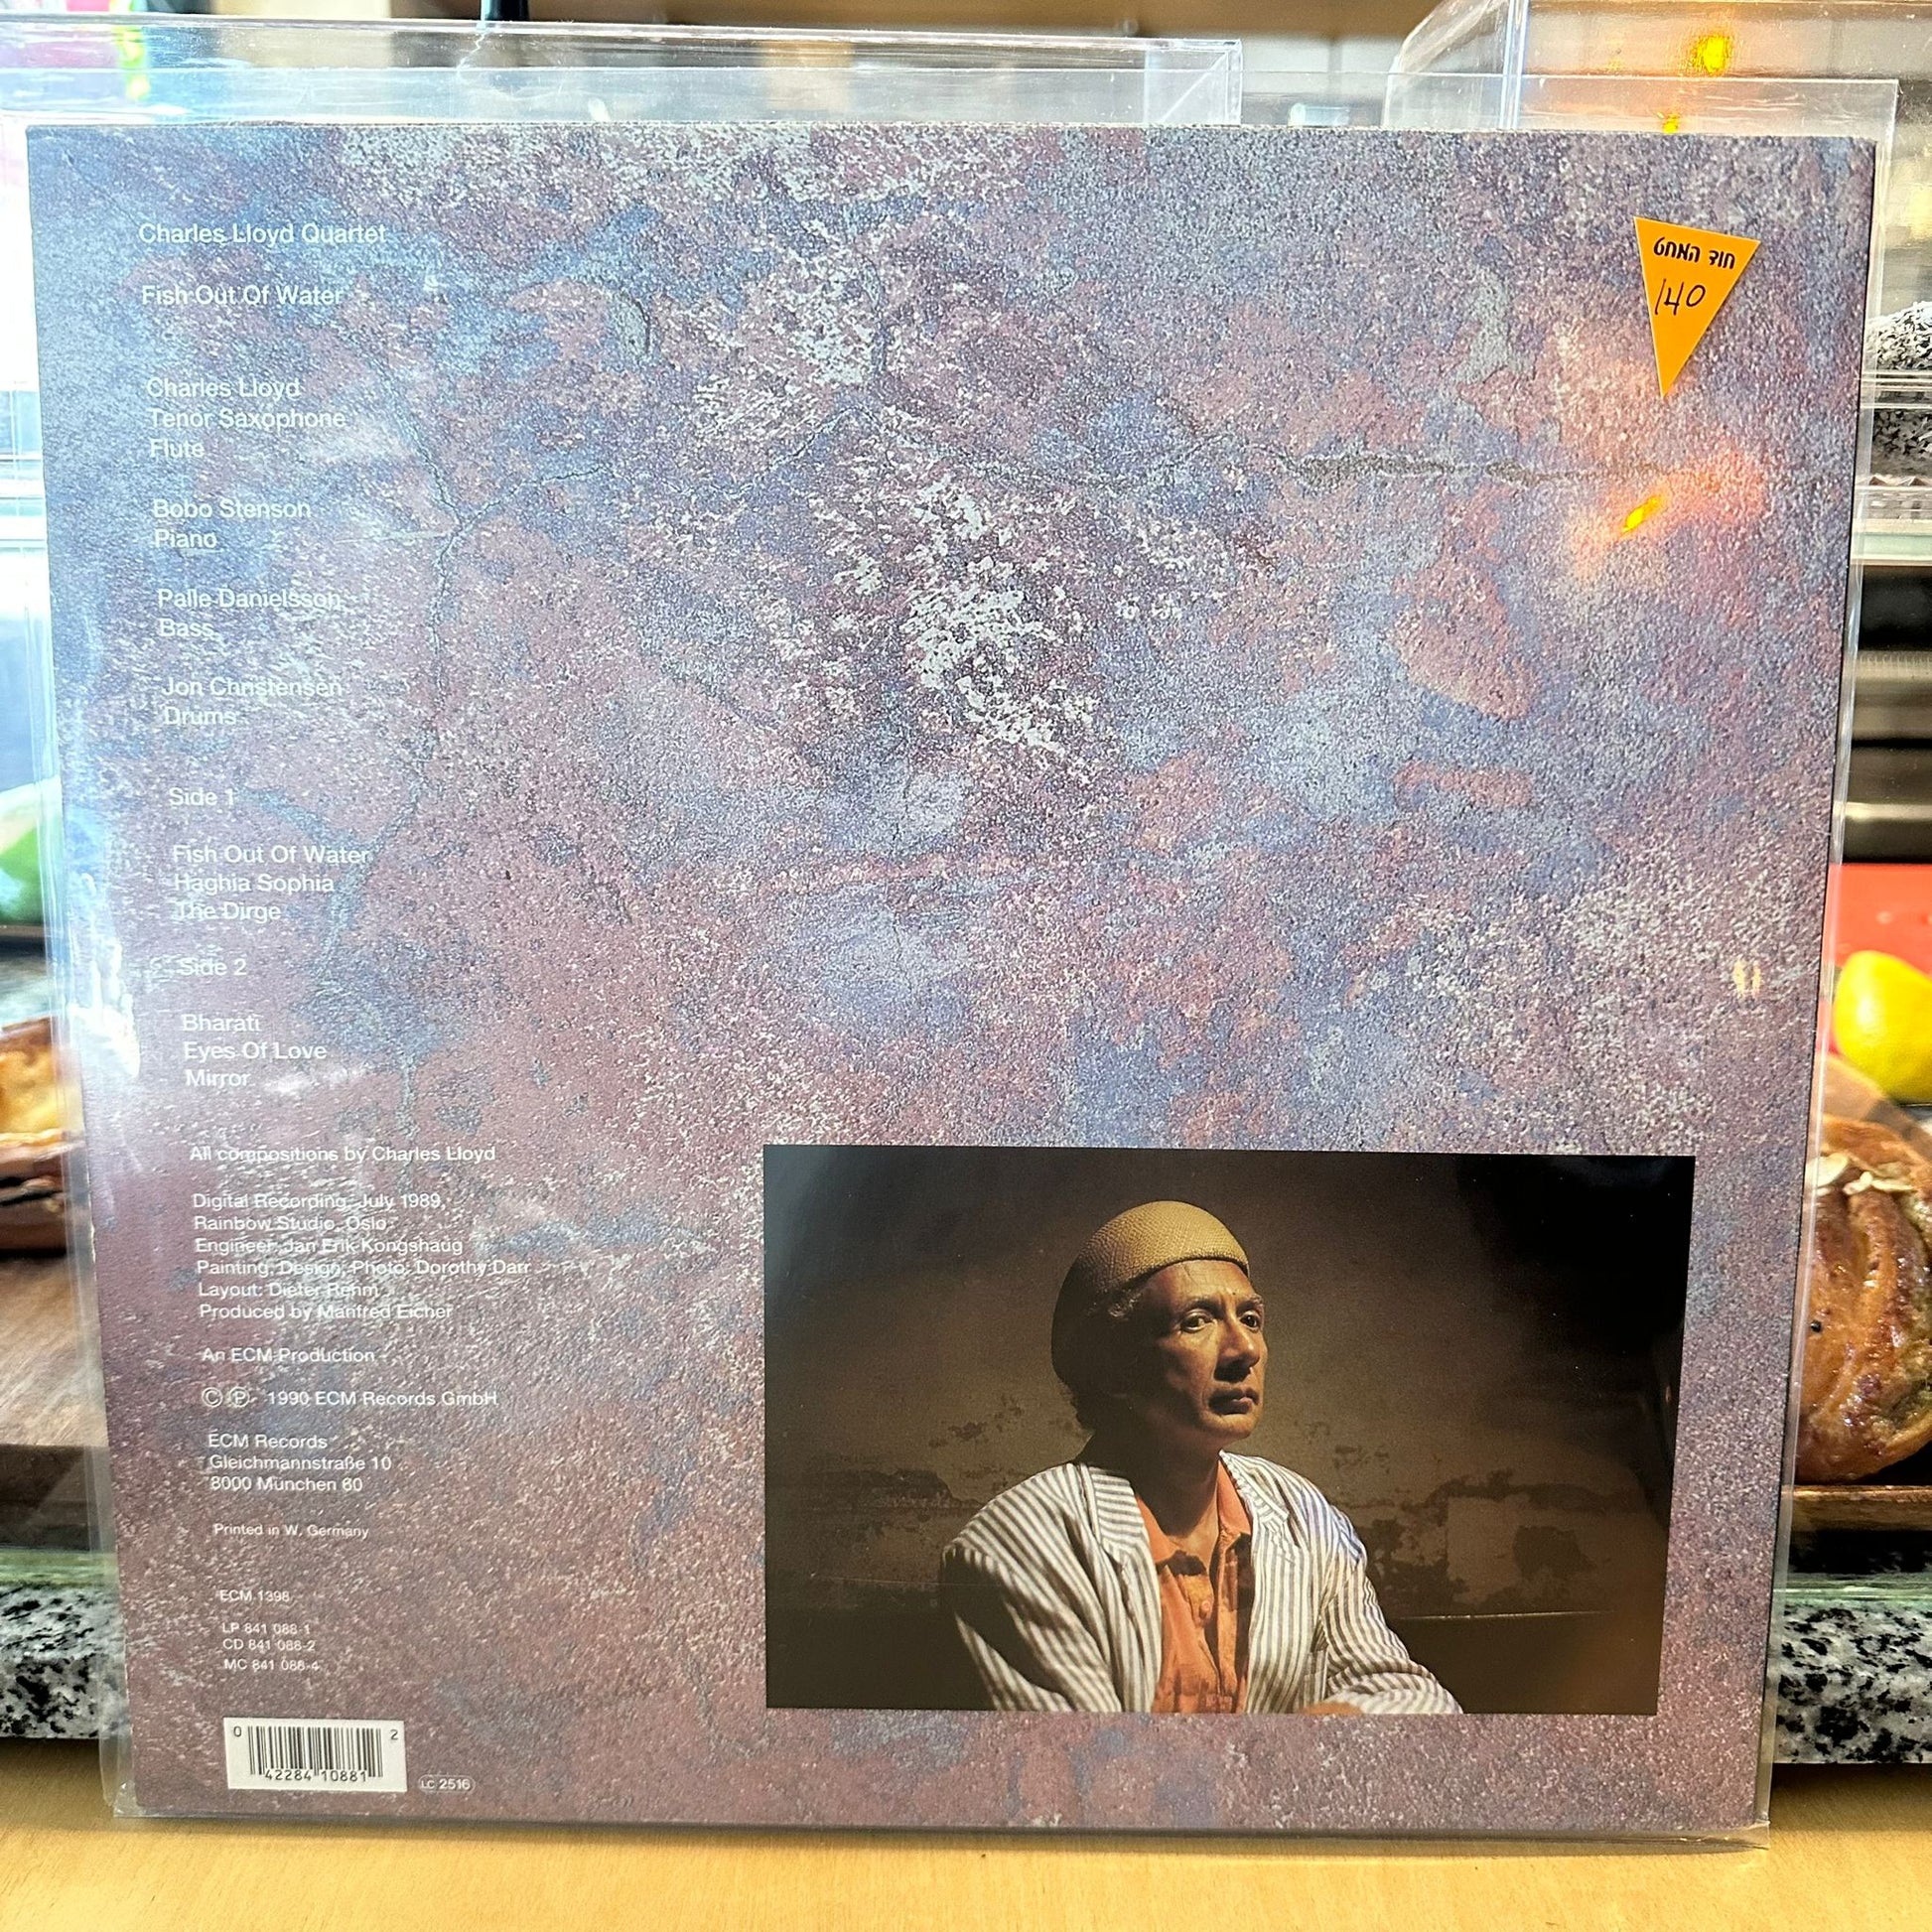 Charles Lloyd Quartet
Fish Out Of Water
חוד המחט
140
Charles Lloyd
Tenor Saxophone
Flute
Bobo Stenson
Piano
Palle Danielsson
Bass
Jon Christensen
Drums
Side 1
Fish Out Of Water
Haghia Sophia
The Dirge
Side 2
Bharati
Eyes Of Love
Mirror
All compositions by Charles Lloyd
Digital Recording, July 1989,
Rainbow Studio, Oslo
Engineer: Jan Erik Kongshaug
Painting, Design, Photo: Dorothy Darr
Layout: Dieter Rehm
Produced by Manfred Eicher
An ECM Production
© ℗ 1990 ECM Records GmbH
ECM Records
Gleichmannstraße 10
8000 München 60
Printed in W. Germany
ECM 1398
LP 841 088-1
CD 841 088-2
MC 841 088-4
0 42284 10881 2
LC 2516